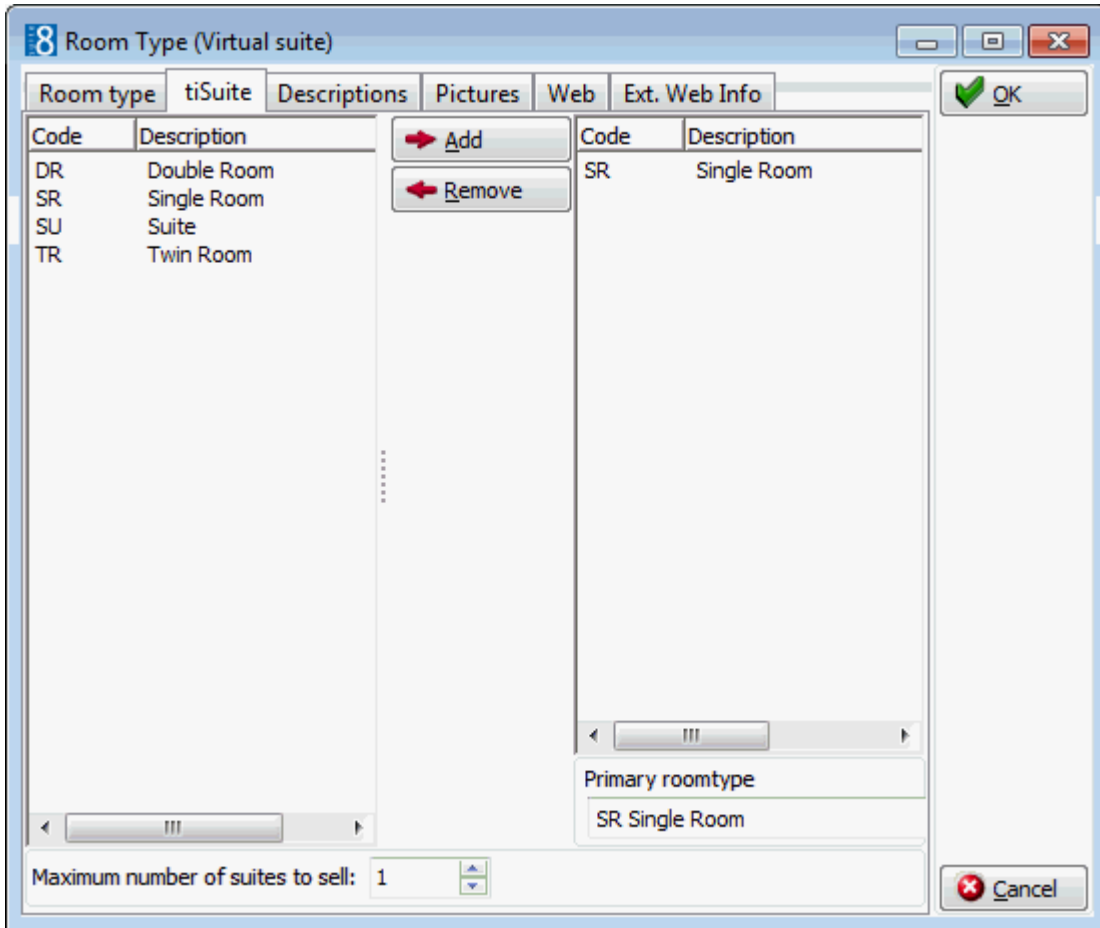 8 Room Type (Virtual suite)
Room type tiSuite Descriptions Pictures Web Ext. Web Info
OK
Code Description
DR Double Room
SR Single Room
SU Suite
TR Twin Room
Add
Remove
Code Description
SR Single Room
Primary roomtype
SR Single Room
Maximum number of suites to sell: 1
Cancel